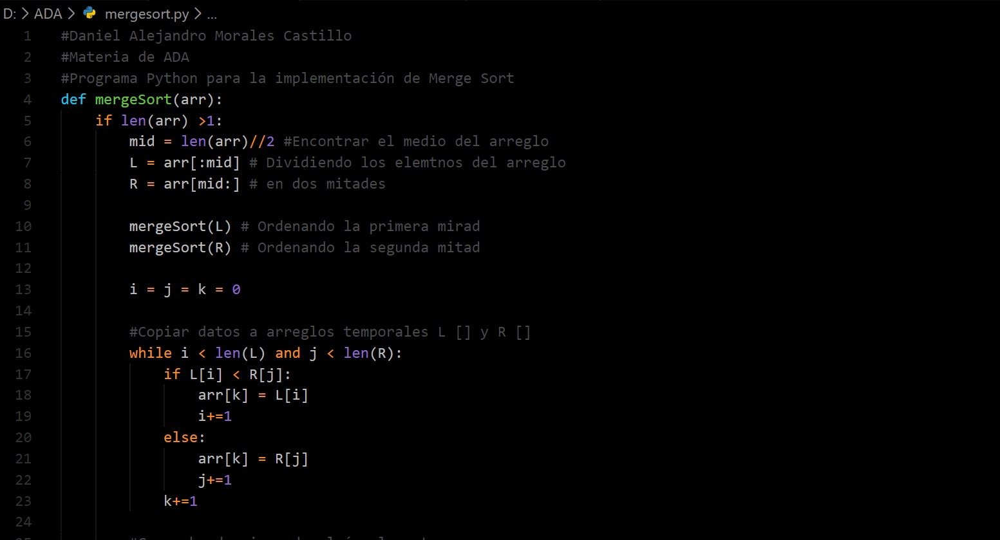 D: > ADA > mergesort.py > ...
1 #Daniel Alejandro Morales Castillo
2 #Materia de ADA
3 #Programa Python para la implementación de Merge Sort
4 def mergeSort(arr):
5     if len(arr) >1:
6         mid = len(arr)//2 #Encontrar el medio del arreglo
7         L = arr[:mid] # Dividiendo los elemtnos del arreglo
8         R = arr[mid:] # en dos mitades
9
10         mergeSort(L) # Ordenando la primera mirad
11         mergeSort(R) # Ordenando la segunda mitad
12
13         i = j = k = 0
14
15         #Copiar datos a arreglos temporales L [] y R []
16         while i < len(L) and j < len(R):
17             if L[i] < R[j]:
18                 arr[k] = L[i]
19                 i+=1
20             else:
21                 arr[k] = R[j]
22                 j+=1
23             k+=1
24